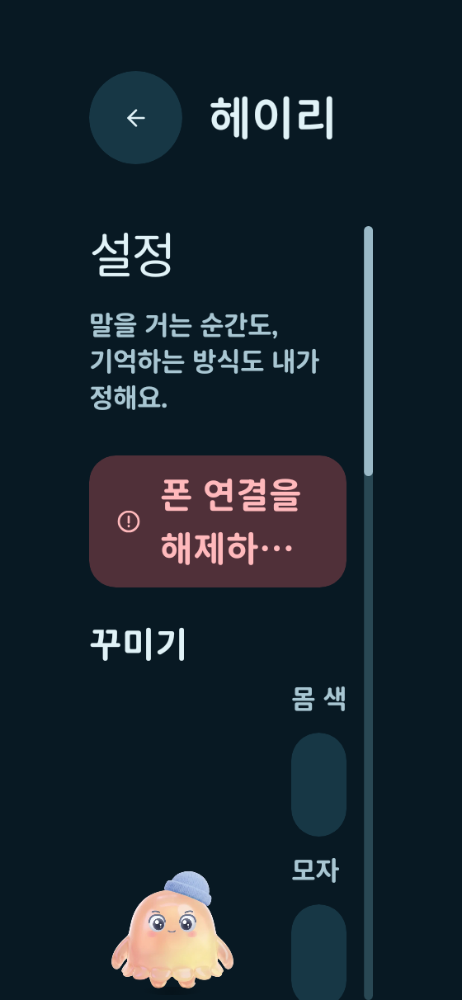 헤이리
설정
말을 거는 순간도,
기억하는 방식도 내가
정해요.
폰 연결을
해제하…
꾸미기
몸 색
모자